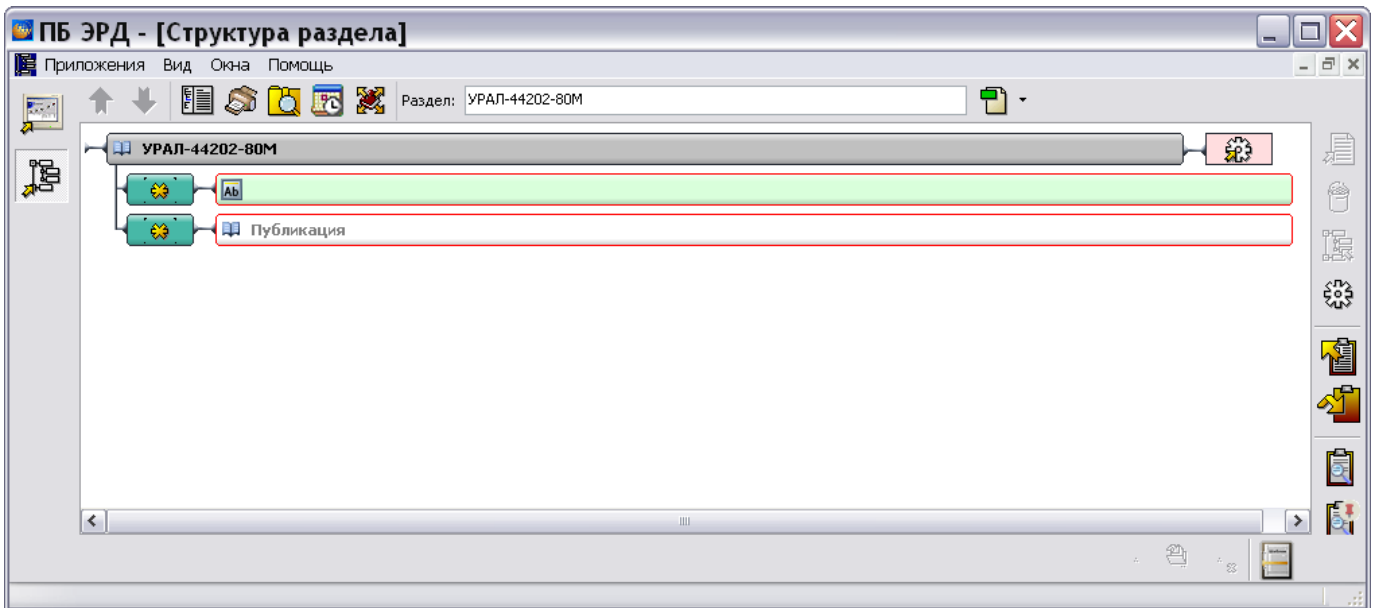 ПБ ЭРД - [Структура раздела]
Приложения Вид Окна Помощь
Раздел: УРАЛ-44202-80М
УРАЛ-44202-80М
Ab
Публикация